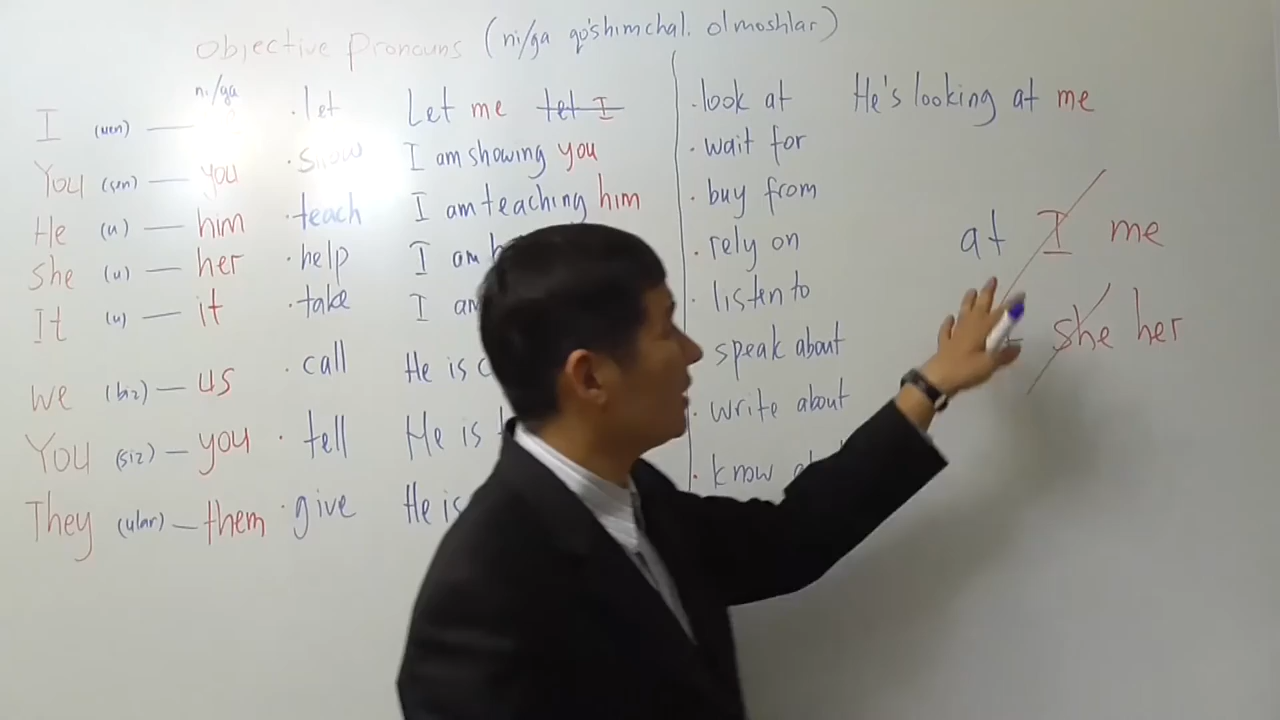 Objective Pronouns (ni/ga qo'shimchal. olmoshlar)
ni/ga
I (men) —
You (sen) — you
He (u) — him
she (u) — her
It (u) — it
we (biz) — us
You (siz) — you
They (ular) — them
· let
· show
· teach
· help
· take
· call
· tell
· give
Let me tet I
I am showing you
I am teaching him
I am
I am
He is
He is
He is
· look at
· wait for
· buy from
· rely on
· listen to
· speak about
· write about
· know
He's looking at me
at I me
she her